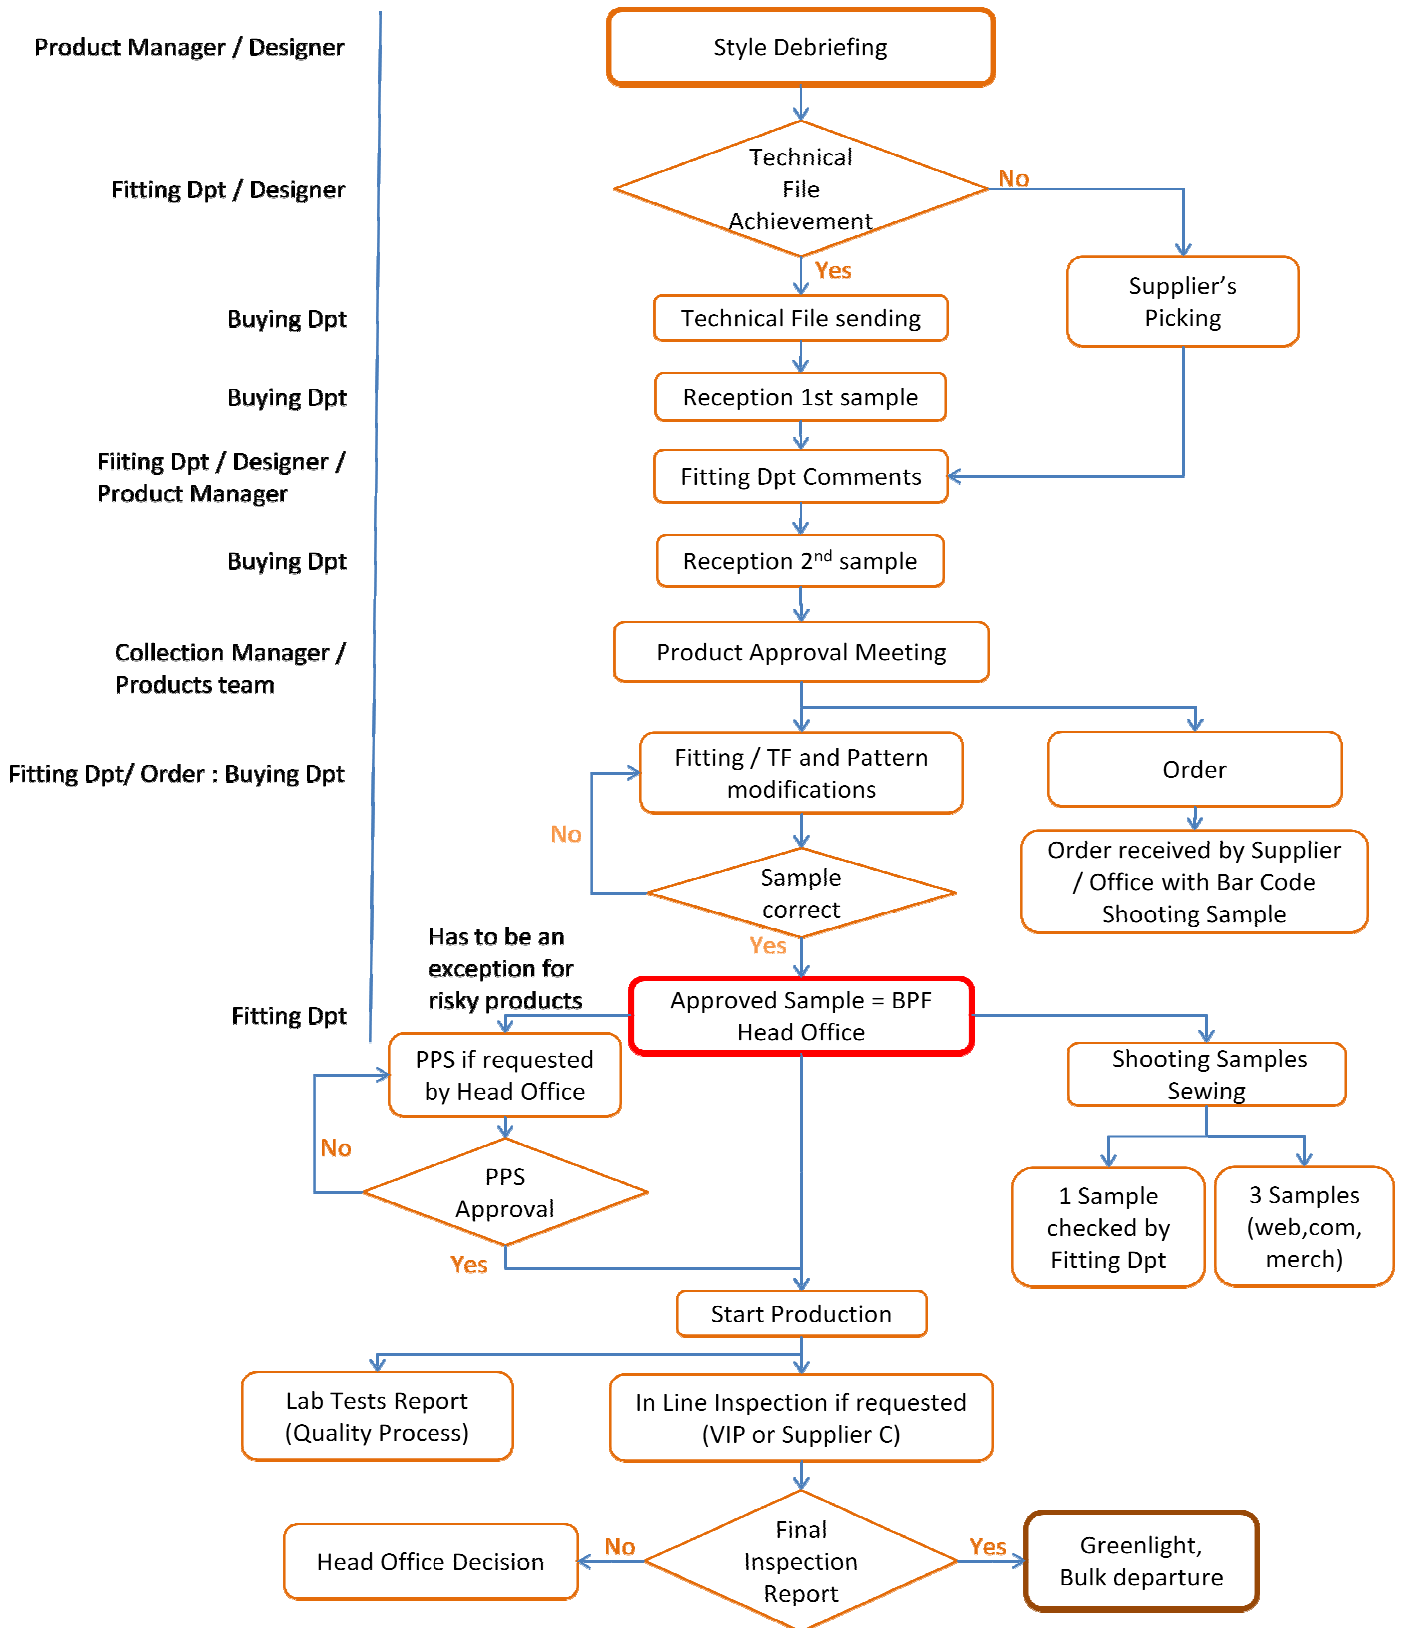 Product Manager / Designer
Style Debriefing
Technical
File
Achievement
No
Fitting Dpt / Designer
Yes
Supplier’s
Picking
Buying Dpt
Technical File sending
Buying Dpt
Reception 1st sample
Fiiting Dpt / Designer /
Product Manager
Fitting Dpt Comments
Buying Dpt
Reception 2nd sample
Collection Manager /
Products team
Product Approval Meeting
Fitting Dpt/ Order : Buying Dpt
Fitting / TF and Pattern
modifications
Order
No
Sample
correct
Order received by Supplier
/ Office with Bar Code
Shooting Sample
Yes
Has to be an
exception for
risky products
Fitting Dpt
Approved Sample = BPF
Head Office
PPS if requested
by Head Office
Shooting Samples
Sewing
No
PPS
Approval
1 Sample
checked by
Fitting Dpt
3 Samples
(web,com,
merch)
Yes
Start Production
Lab Tests Report
(Quality Process)
In Line Inspection if requested
(VIP or Supplier C)
Head Office Decision
No
Final
Inspection
Report
Yes
Greenlight,
Bulk departure